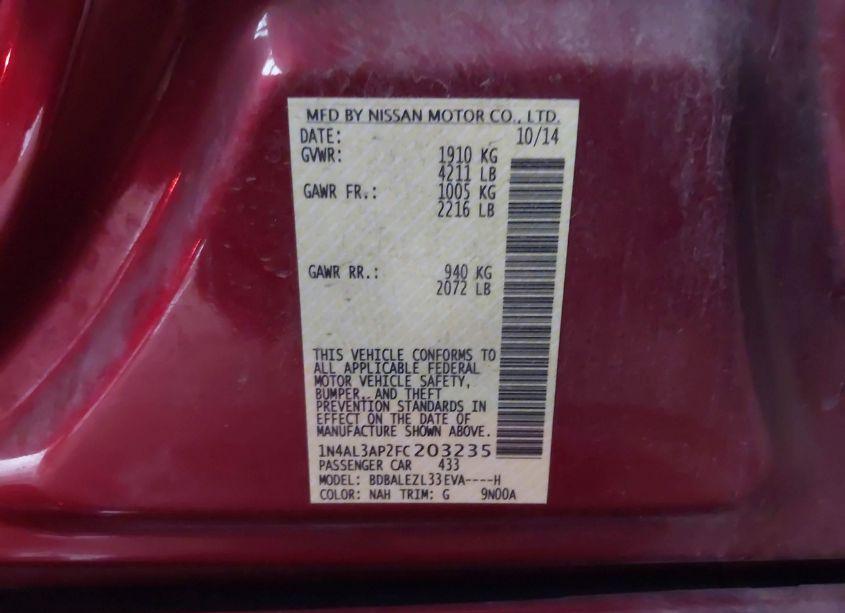 MFD BY NISSAN MOTOR CO., LTD.
DATE: 10/14
GVWR: 1910 KG
4211 LB
GAWR FR.: 1005 KG
2216 LB
GAWR RR.: 940 KG
2072 LB
THIS VEHICLE CONFORMS TO
ALL APPLICABLE FEDERAL
MOTOR VEHICLE SAFETY,
BUMPER, AND THEFT
PREVENTION STANDARDS IN
EFFECT ON THE DATE OF
MANUFACTURE SHOWN ABOVE.
1N4AL3AP2FC203235
PASSENGER CAR 433
MODEL: BDBALEZL33EVA----H
COLOR: NAH TRIM: G 9N00A